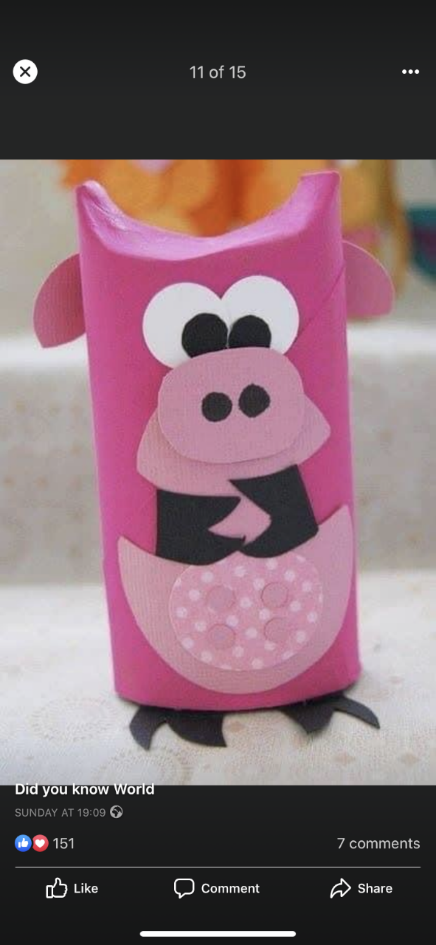 11 of 15
Did you know World
SUNDAY AT 19:09
151
7 comments
Like
Comment
Share